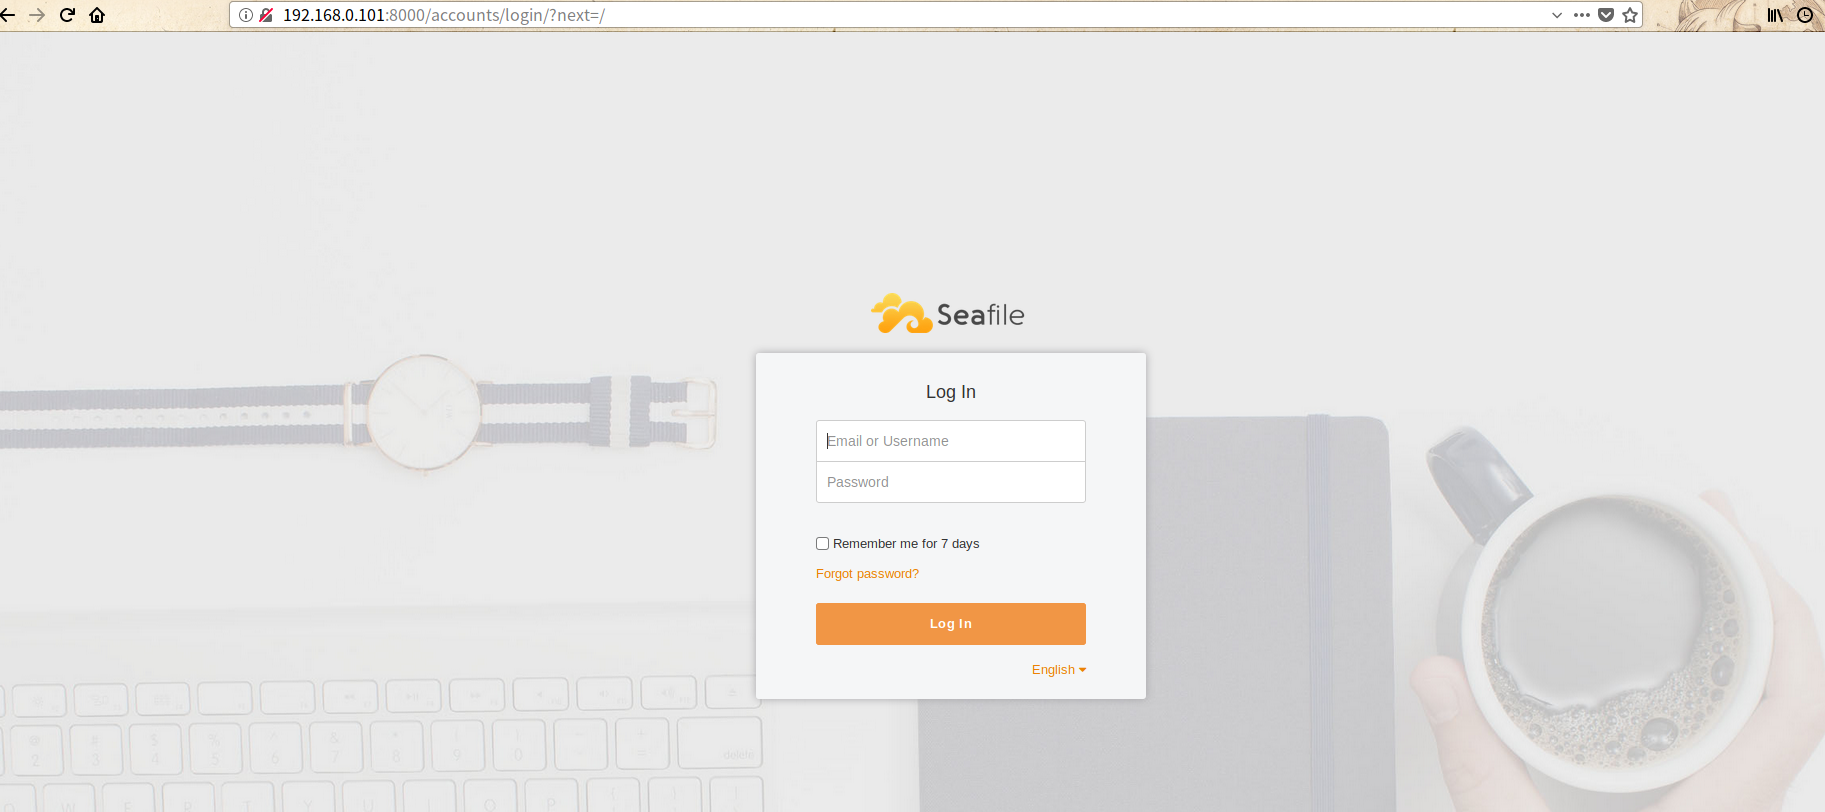 192.168.0.101:8000/accounts/login/?next=/
Seafile
Log In
Email or Username
Password
Remember me for 7 days
Forgot password?
Log In
English
delete